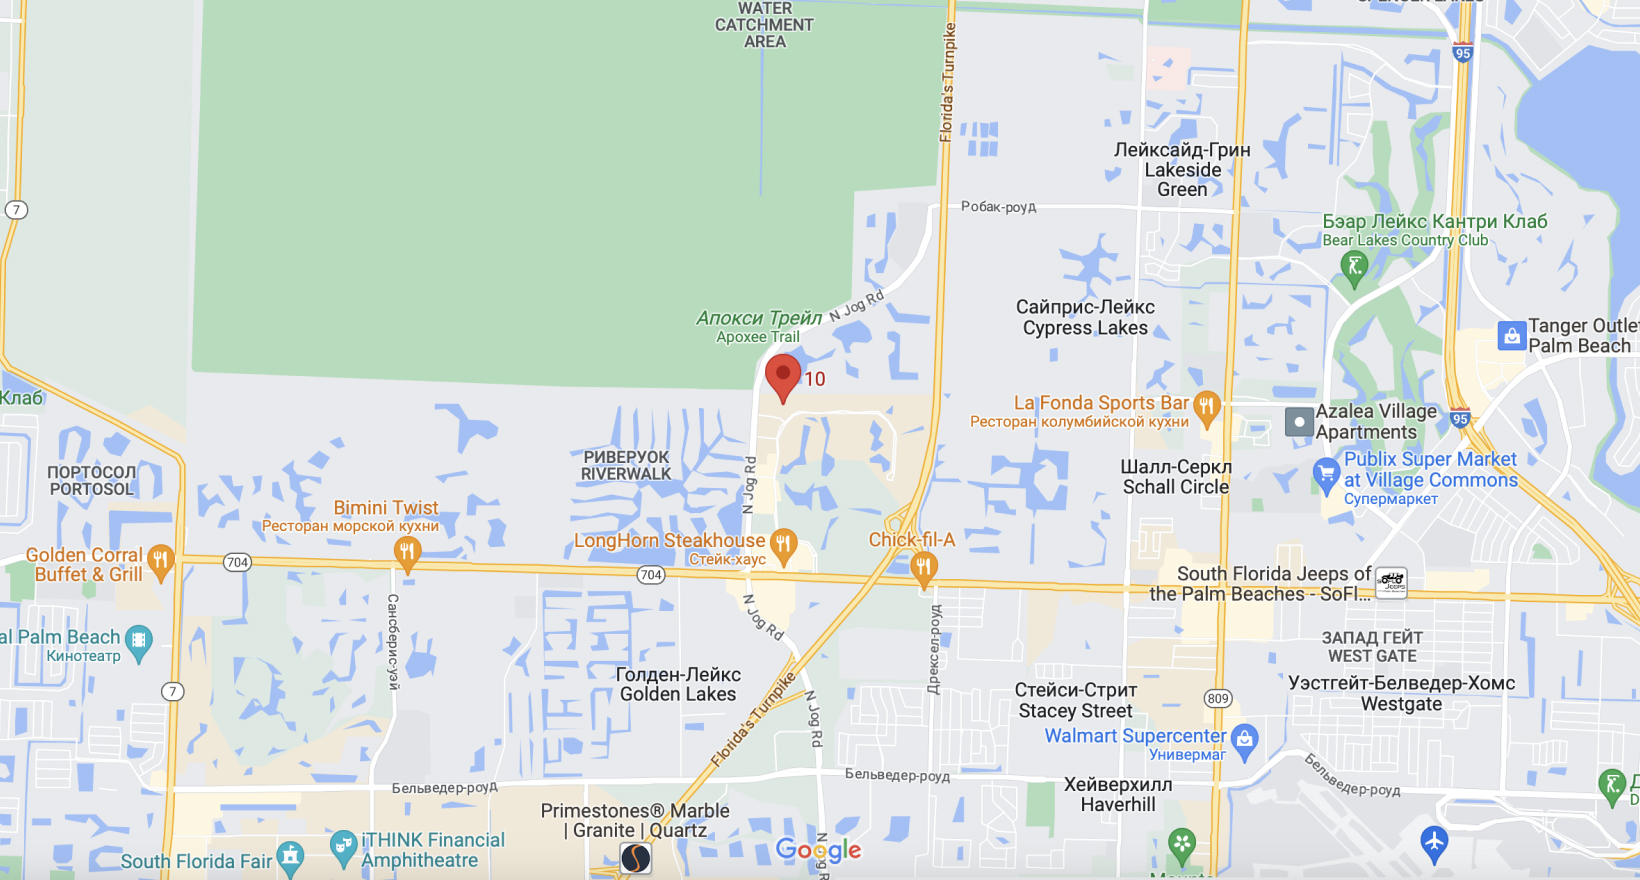 WATER
CATCHMENT
AREA
Florida's Turnpike
95
Лейксайд-Грин
Lakeside
Green
7
Робак-роуд
Бэар Лейкс Кантри Клаб
Bear Lakes Country Club
N Jog Rd
Апокси Трейл
Apoxee Trail
Сайприс-Лейкс
Cypress Lakes
Tanger Outlet
Palm Beach
10
Клаб
La Fonda Sports Bar
Ресторан колумбийской кухни
Azalea Village
Apartments
95
ПОРТОСОЛ
PORTOSOL
РИВЕРУОК
RIVERWALK
N Jog Rd
Шалл-Серкл
Schall Circle
Publix Super Market
at Village Commons
Супермаркет
Bimini Twist
Ресторан морской кухни
Golden Corral
Buffet & Grill
704
LongHorn Steakhouse
Стейк-хаус
704
Chick-fil-A
South Florida Jeeps of
the Palm Beaches - SoFl...
N Jog Rd
Сансберис-уэй
Дрексел-роуд
al Palm Beach
Кинотеатр
ЗАПАД ГЕЙТ
WEST GATE
7
Голден-Лейкс
Golden Lakes
Florida's Turnpike
N Jog Rd
Стейси-Стрит
Stacey Street
809
Уэстгейт-Белведер-Хомс
Westgate
Walmart Supercenter
Универмаг
Бельведер-роуд
Бельведер-роуд
Бельведер-роуд
Хейверхилл
Haverhill
Primestones® Marble
| Granite | Quartz
iTHINK Financial
Amphitheatre
South Florida Fair
Google
N Jog Rd